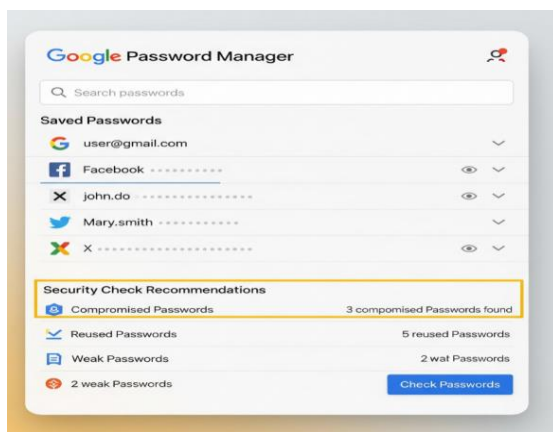 Google Password Manager
Search passwords
Saved Passwords
user@gmail.com
Facebook
john.do
Mary.smith
X
Security Check Recommendations
Compromised Passwords 3 compomised Passwords found
Reused Passwords 5 reused Passwords
Weak Passwords 2 wat Passwords
2 weak Passwords Check Passwords